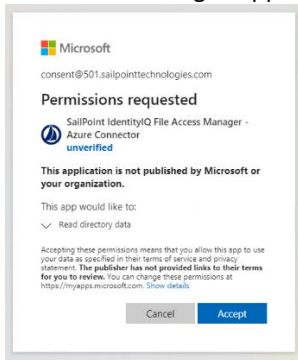 Microsoft
consent@501.sailpointtechnologies.com
Permissions requested
SailPoint IdentityIQ File Access Manager -
Azure Connector
unverified
This application is not published by Microsoft or
your organization.
This app would like to:
Read directory data
Accepting these permissions means that you allow this app to use
your data as specified in their terms of service and privacy
statement. The publisher has not provided links to their terms
for you to review. You can change these permissions at
https://myapps.microsoft.com. Show details
Cancel
Accept